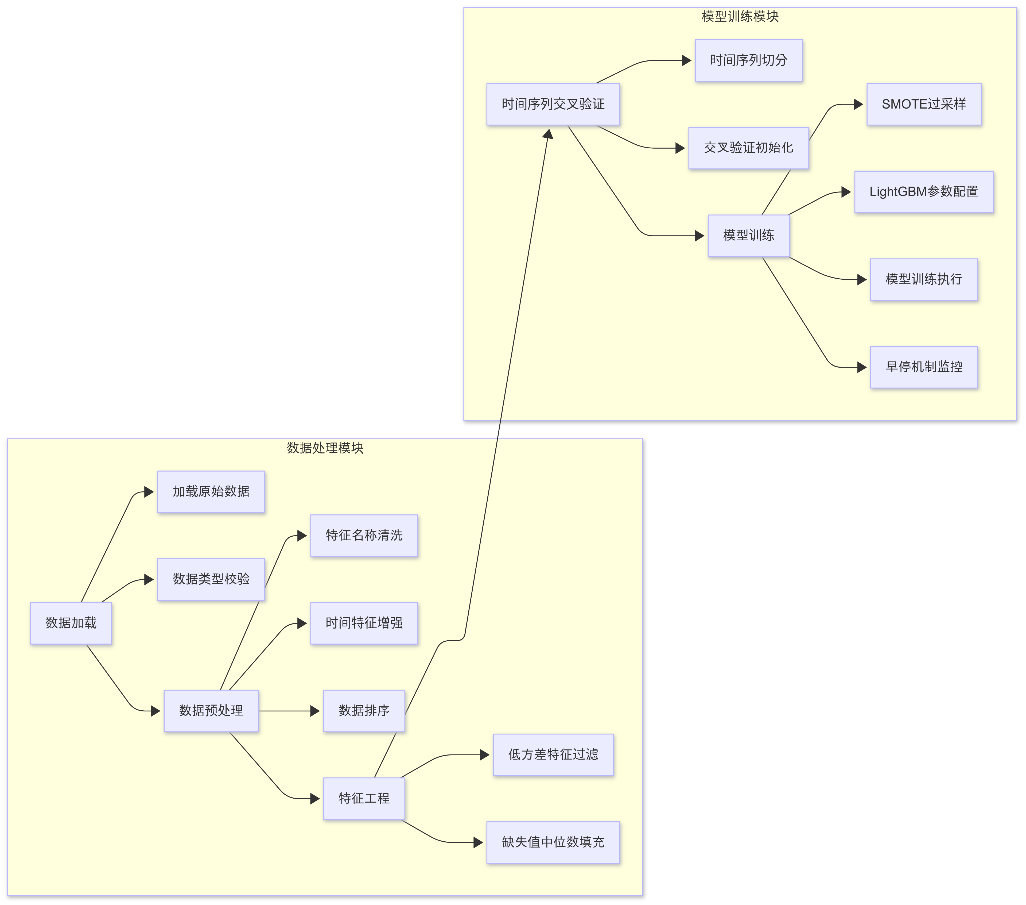 模型训练模块
时间序列切分
时间序列交叉验证
SMOTE过采样
交叉验证初始化
LightGBM参数配置
模型训练
模型训练执行
早停机制监控
数据处理模块
加载原始数据
特征名称清洗
数据类型校验
数据加载
时间特征增强
数据预处理
数据排序
低方差特征过滤
特征工程
缺失值中位数填充